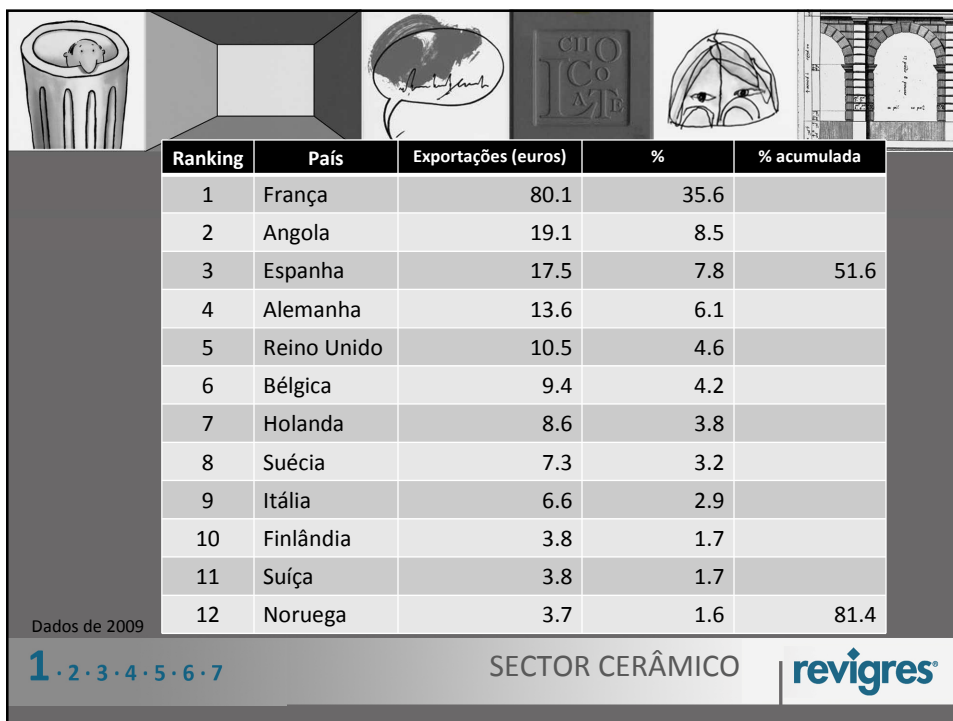 CHO
L CO
ATE
Ranking País Exportações (euros) % % acumulada
1 França 80.1 35.6
2 Angola 19.1 8.5
3 Espanha 17.5 7.8 51.6
4 Alemanha 13.6 6.1
5 Reino Unido 10.5 4.6
6 Bélgica 9.4 4.2
7 Holanda 8.6 3.8
8 Suécia 7.3 3.2
9 Itália 6.6 2.9
10 Finlândia 3.8 1.7
11 Suíça 3.8 1.7
12 Noruega 3.7 1.6 81.4
Dados de 2009
1 · 2 · 3 · 4 · 5 · 6 · 7 SECTOR CERÂMICO revigres®